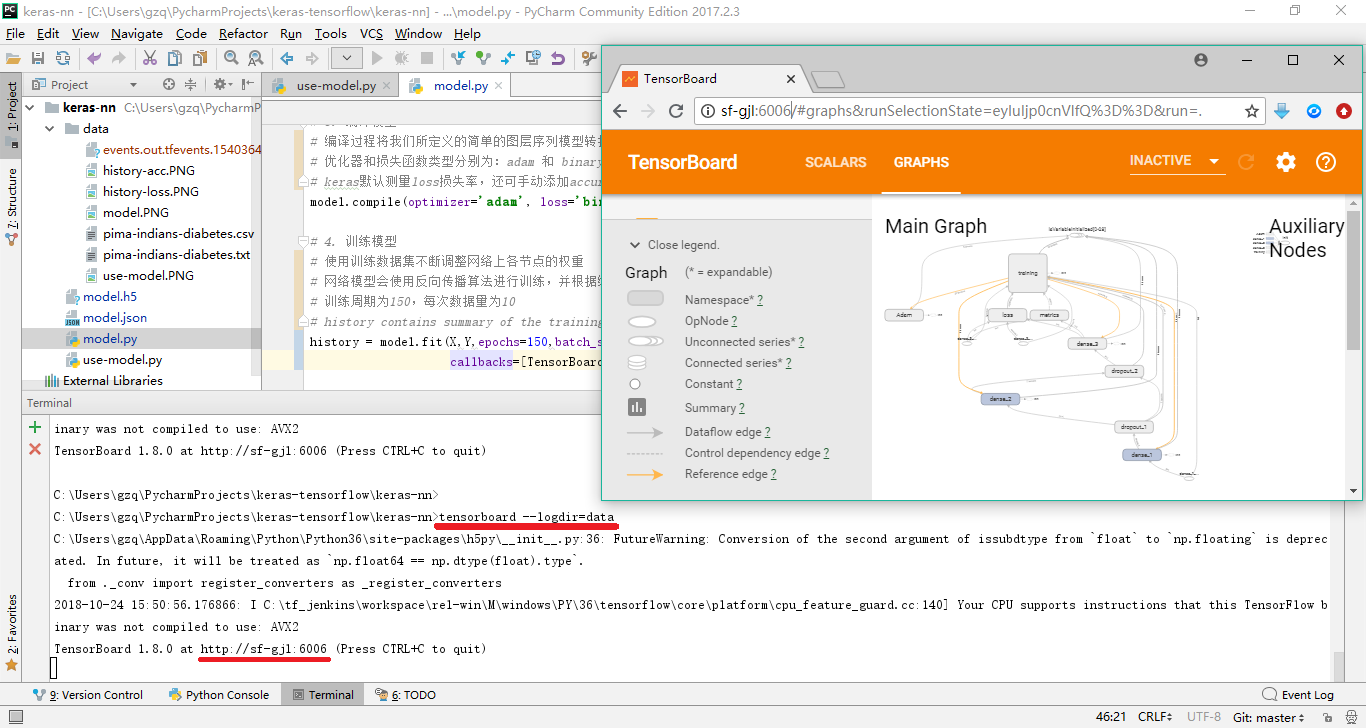 keras-nn - [C:\Users\gzq\PycharmProjects\keras-tensorflow\keras-nn] - ...\model.py - PyCharm Community Edition 2017.2.3
File Edit View Navigate Code Refactor Run Tools VCS Window Help
Project
use-model.py
model.py
1: Project
7: Structure
2: Favorites
keras-nn C:\Users\gzq\PycharmP
data
events.out.tfevents.1540364
history-acc.PNG
history-loss.PNG
model.PNG
pima-indians-diabetes.csv
pima-indians-diabetes.txt
use-model.PNG
model.h5
model.json
model.py
use-model.py
External Libraries
# 编译过程将我们所定义的简单的图层序列模型转
# 优化器和损失函数类型分别为：adam 和 binary
# keras默认测量loss损失率，还可手动添加accur
model.compile(optimizer='adam', loss='bin
# 4. 训练模型
# 使用训练数据集不断调整网络上各节点的权重
# 网络模型会使用反向传播算法进行训练，并根据
# 训练周期为150，每次数据量为10
# history contains summary of the training
history = model.fit(X,Y,epochs=150,batch_s
callbacks=[TensorBoard
TensorBoard
sf-gjl:6006/#graphs&runSelectionState=eyIuIjp0cnVlfQ%3D%3D&run=.
TensorBoard
SCALARS
GRAPHS
INACTIVE
Close legend.
Graph (* = expandable)
Namespace* ?
OpNode ?
Unconnected series* ?
Connected series* ?
Constant ?
Summary ?
Dataflow edge ?
Control dependency edge ?
Reference edge ?
Main Graph
Auxiliary
Nodes
training
Adam
loss
metrics
dense_3
dropout_2
dense_2
dropout_1
dense_1
Terminal
inary was not compiled to use: AVX2
TensorBoard 1.8.0 at http://sf-gjl:6006 (Press CTRL+C to quit)
C:\Users\gzq\PycharmProjects\keras-tensorflow\keras-nn>
C:\Users\gzq\PycharmProjects\keras-tensorflow\keras-nn>tensorboard --logdir=data
C:\Users\gzq\AppData\Roaming\Python\Python36\site-packages\h5py\__init__.py:36: FutureWarning: Conversion of the second argument of issubdtype from `float` to `np.floating` is deprec
ated. In future, it will be treated as `np.float64 == np.dtype(float).type`.
from ._conv import register_converters as _register_converters
2018-10-24 15:50:56.176866: I C:\tf_jenkins\workspace\rel-win\M\windows\PY\36\tensorflow\core\platform\cpu_feature_guard.cc:140] Your CPU supports instructions that this TensorFlow b
inary was not compiled to use: AVX2
TensorBoard 1.8.0 at http://sf-gjl:6006 (Press CTRL+C to quit)
9: Version Control
Python Console
Terminal
6: TODO
Event Log
46:21 CRLF UTF-8 Git: master